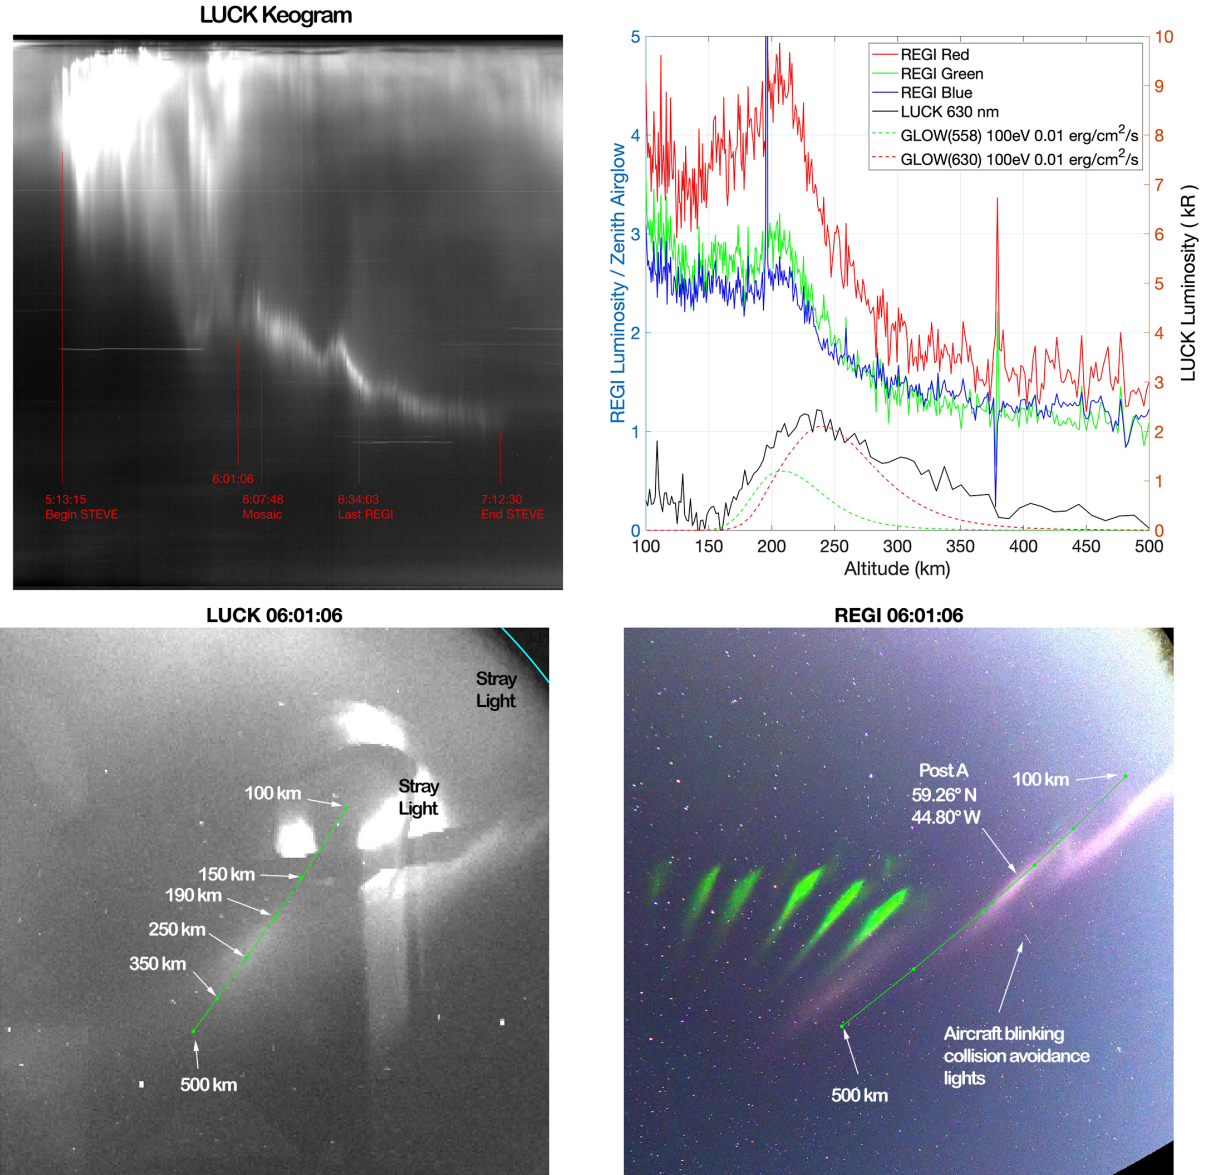 LUCK Keogram
5:13:15
Begin STEVE
6:01:06
6:07:48
Mosaic
6:34:03
Last REGI
7:12:30
End STEVE
REGI Luminosity / Zenith Airglow
5
4
3
2
1
0
REGI Red
REGI Green
REGI Blue
LUCK 630 nm
GLOW(558) 100eV 0.01 erg/cm²/s
GLOW(630) 100eV 0.01 erg/cm²/s
10
9
8
7
6
5
4
3
2
1
0
LUCK Luminosity ( kR)
100 150 200 250 300 350 400 450 500
Altitude (km)
LUCK 06:01:06
Stray
Light
Stray
Light
100 km
150 km
190 km
250 km
350 km
500 km
REGI 06:01:06
Post A
59.26° N
44.80° W
100 km
Aircraft blinking
collision avoidance
lights
500 km